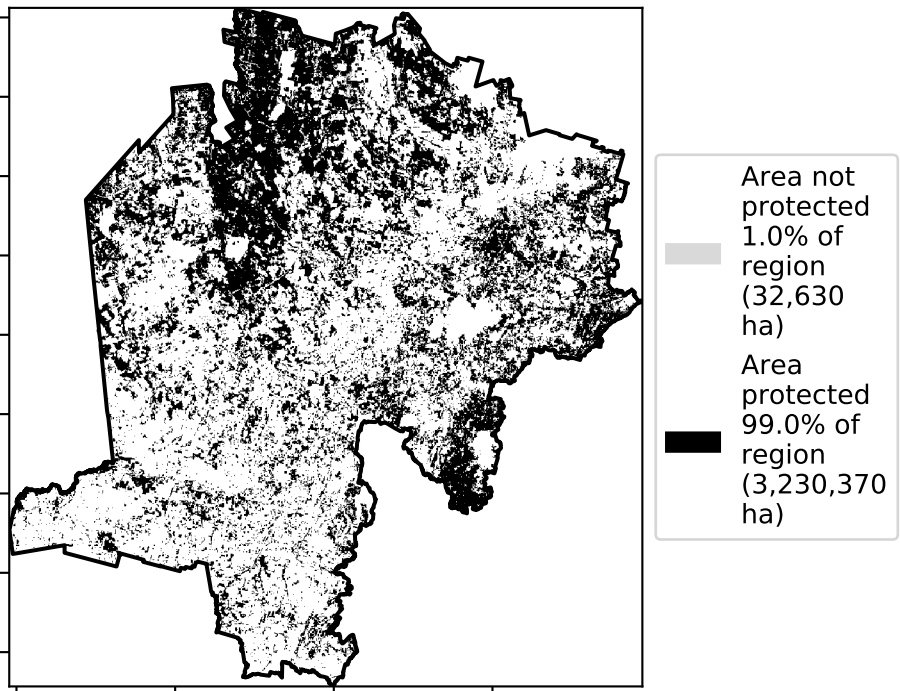 Area not
protected
1.0% of
region
(32,630
ha)
Area
protected
99.0% of
region
(3,230,370
ha)